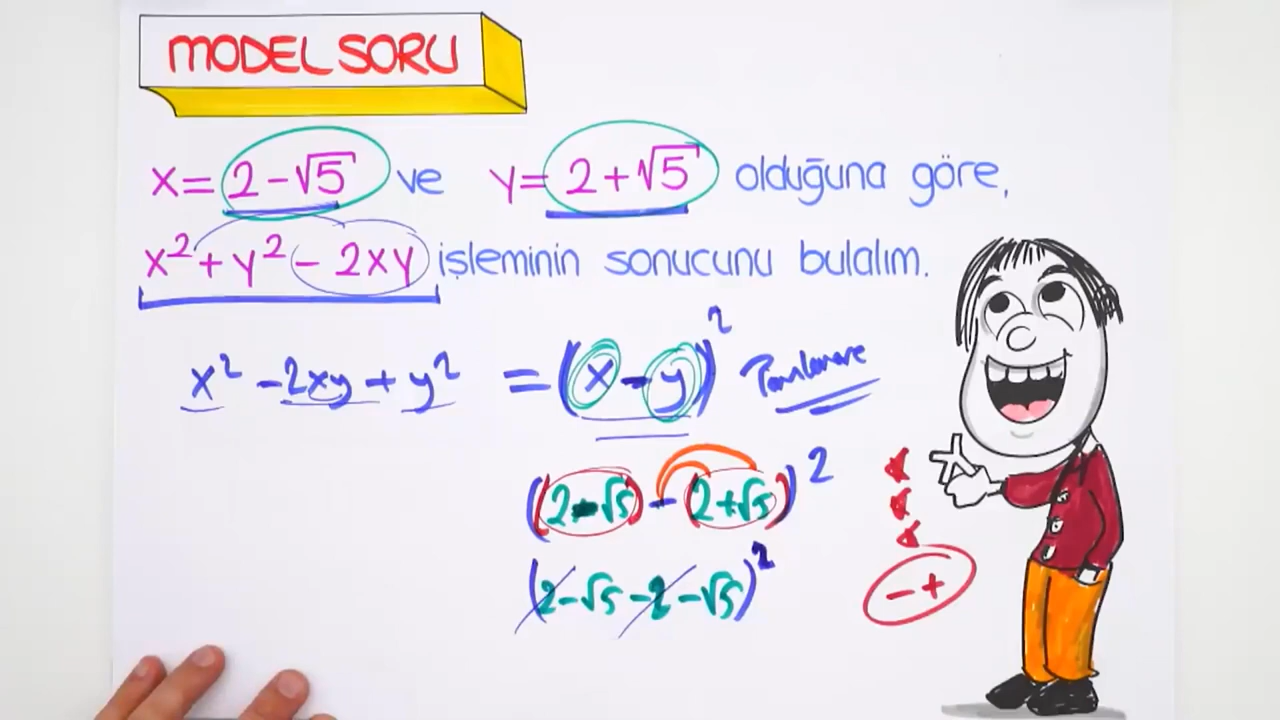 MODEL SORU
x = 2 - √5 ve y = 2 + √5 olduğuna göre,
x² + y² - 2xy işleminin sonucunu bulalım.
x² - 2xy + y² = (x - y)²
((2 - √5) - (2 + √5))²
(2 - √5 - 2 - √5)²
- +